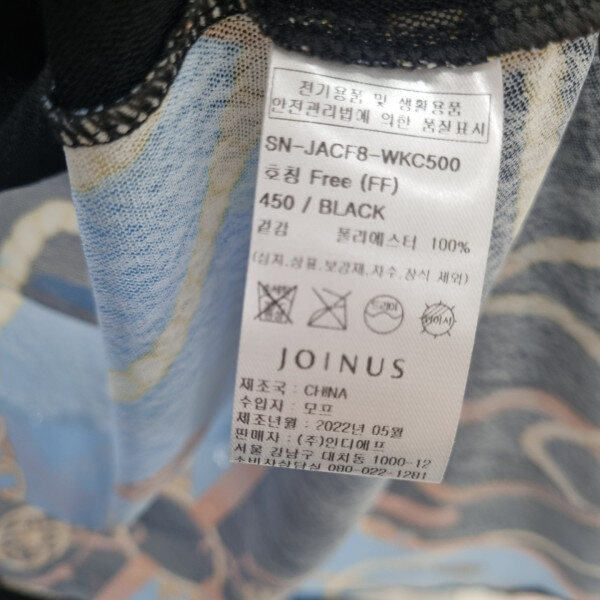 전기용품 및 생활용품
안전관리법에 의한 품질표시
SN-JACF8-WKC500
호칭 Free (FF)
450 / BLACK
겉감 폴리에스터 100%
(심지.상표.보강재.자수.장식 제외)
드라이
JOINUS
제조국 : CHINA
수입자 : 모프
제조년월 : 2022년 05월
판매자 : (주)인디에프
서울 강남구 대치동 1000-12
소비자상담실 080-022-1281